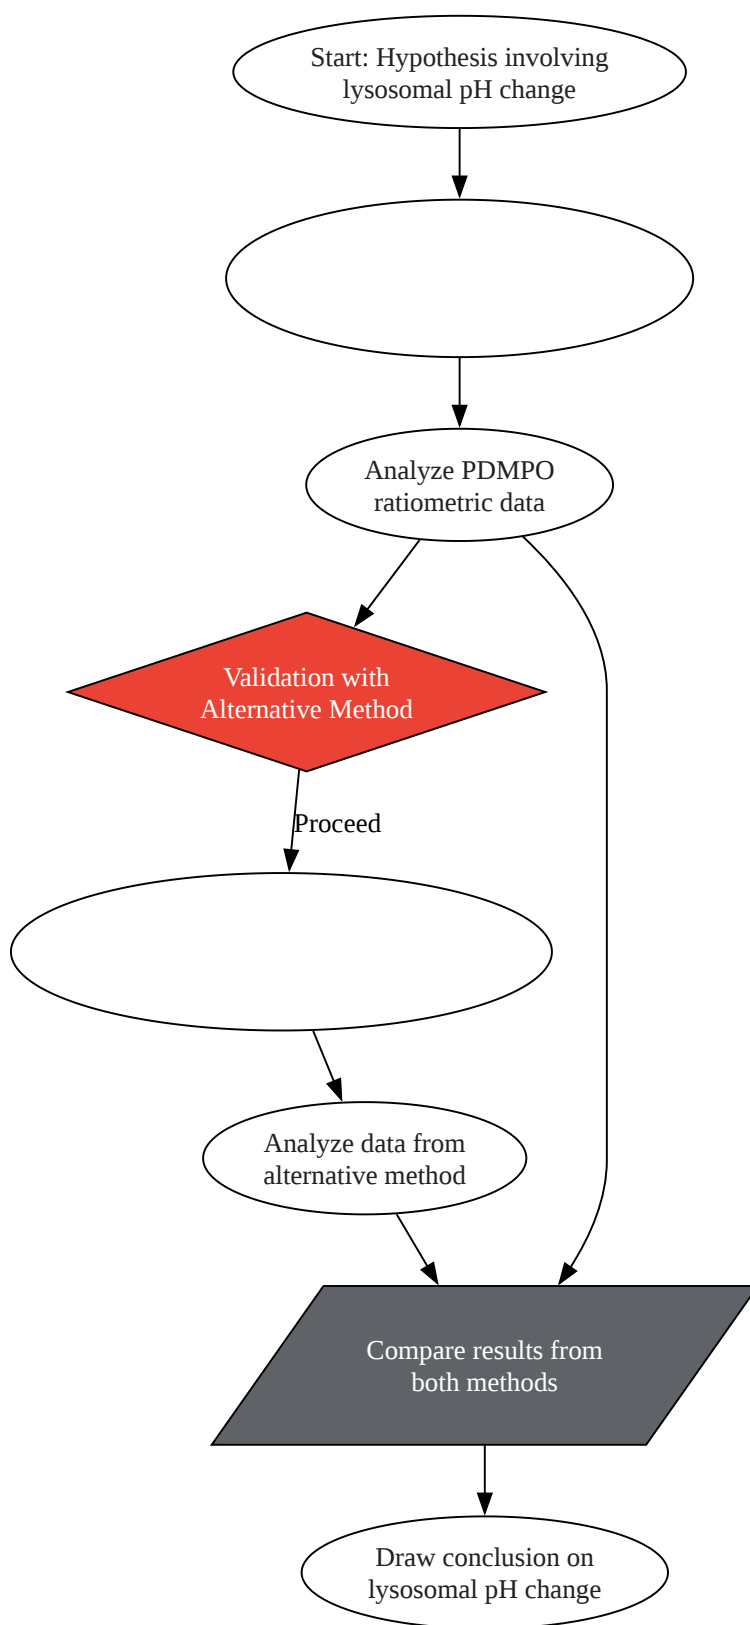 Start: Hypothesis involving
lysosomal pH change
Analyze PDMPO
ratiometric data
Validation with
Alternative Method
Proceed
Analyze data from
alternative method
Compare results from
both methods
Draw conclusion on
lysosomal pH change